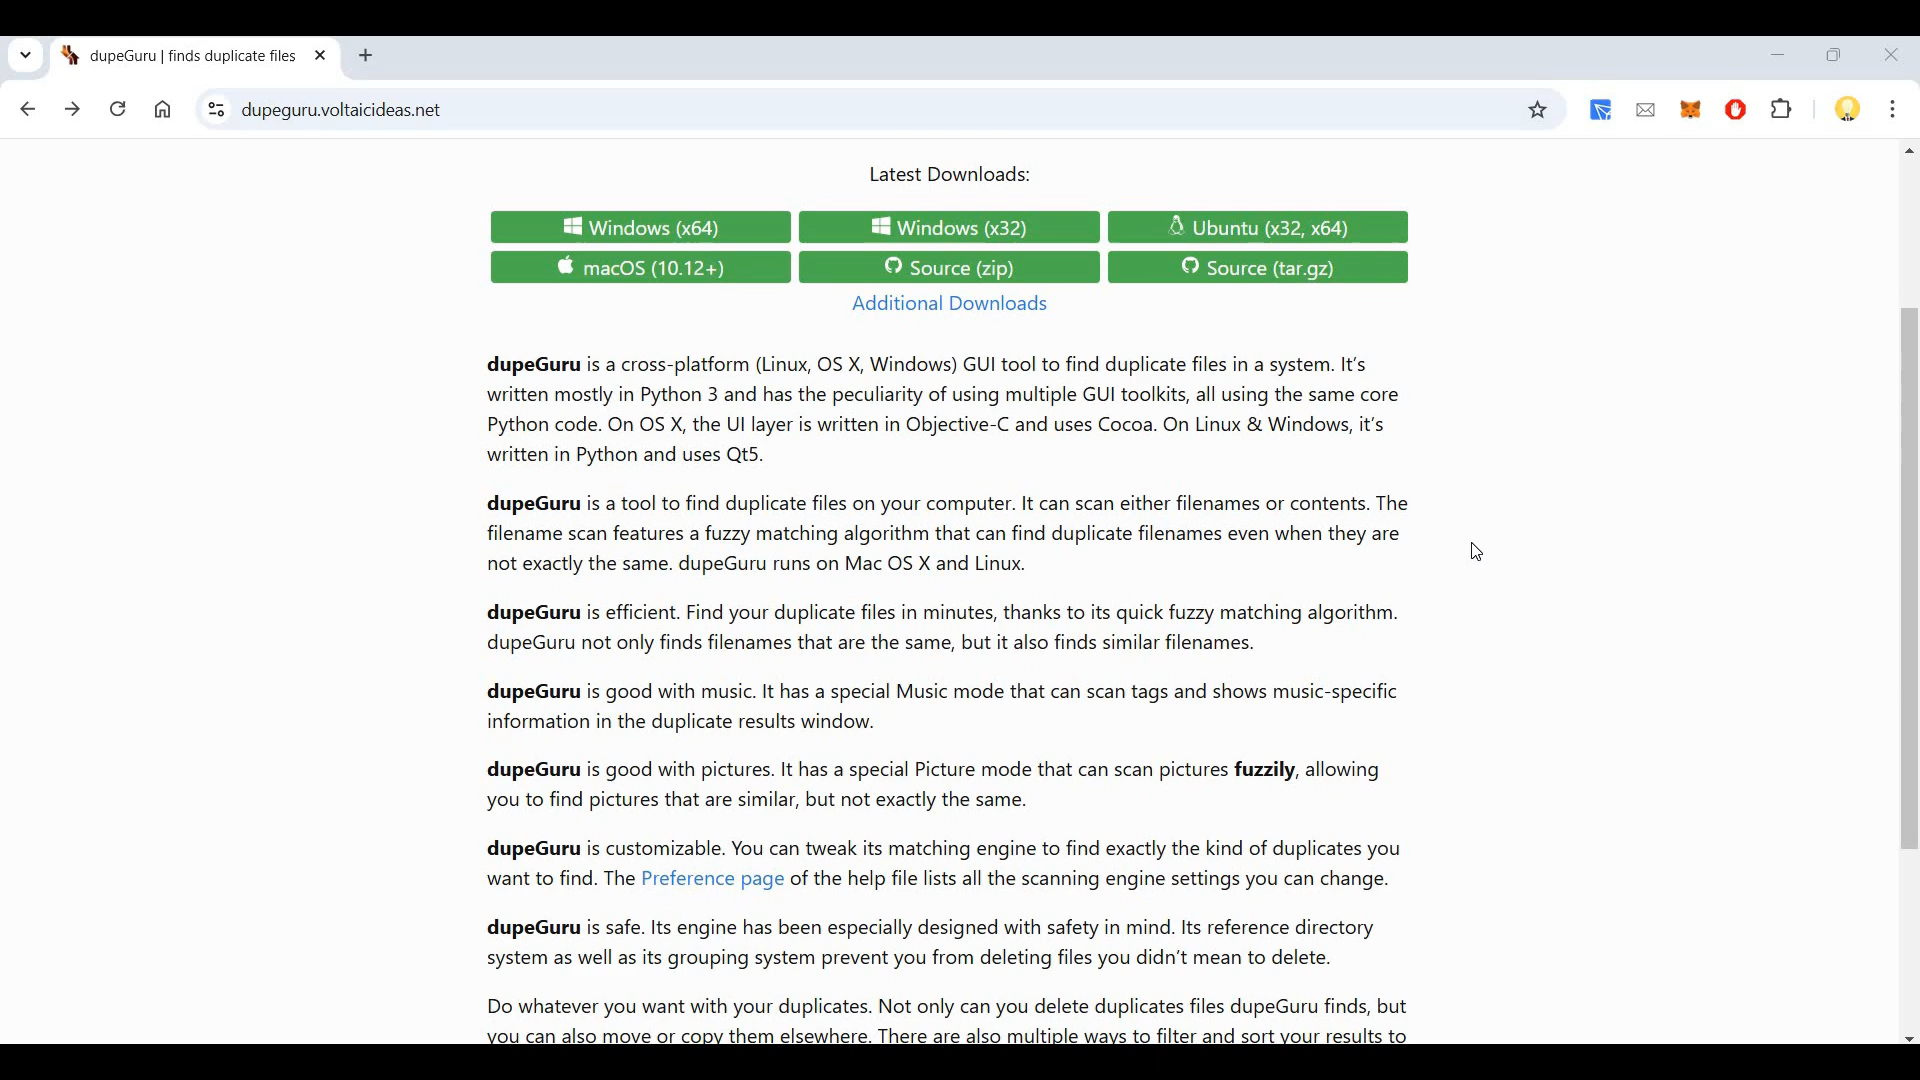 dupeGuru | finds duplicate files
dupeguru.voltaicideas.net
Latest Downloads:
Windows (x64)
Windows (x32)
Ubuntu (x32, x64)
macOS (10.12+)
Source (zip)
Source (tar.gz)
Additional Downloads
dupeGuru is a cross-platform (Linux, OS X, Windows) GUI tool to find duplicate files in a system. It's
written mostly in Python 3 and has the peculiarity of using multiple GUI toolkits, all using the same core
Python code. On OS X, the UI layer is written in Objective-C and uses Cocoa. On Linux & Windows, it's
written in Python and uses Qt5.
dupeGuru is a tool to find duplicate files on your computer. It can scan either filenames or contents. The
filename scan features a fuzzy matching algorithm that can find duplicate filenames even when they are
not exactly the same. dupeGuru runs on Mac OS X and Linux.
dupeGuru is efficient. Find your duplicate files in minutes, thanks to its quick fuzzy matching algorithm.
dupeGuru not only finds filenames that are the same, but it also finds similar filenames.
dupeGuru is good with music. It has a special Music mode that can scan tags and shows music-specific
information in the duplicate results window.
dupeGuru is good with pictures. It has a special Picture mode that can scan pictures fuzzily, allowing
you to find pictures that are similar, but not exactly the same.
dupeGuru is customizable. You can tweak its matching engine to find exactly the kind of duplicates you
want to find. The Preference page of the help file lists all the scanning engine settings you can change.
dupeGuru is safe. Its engine has been especially designed with safety in mind. Its reference directory
system as well as its grouping system prevent you from deleting files you didn't mean to delete.
Do whatever you want with your duplicates. Not only can you delete duplicates files dupeGuru finds, but
you can also move or copy them elsewhere. There are also multiple ways to filter and sort your results to